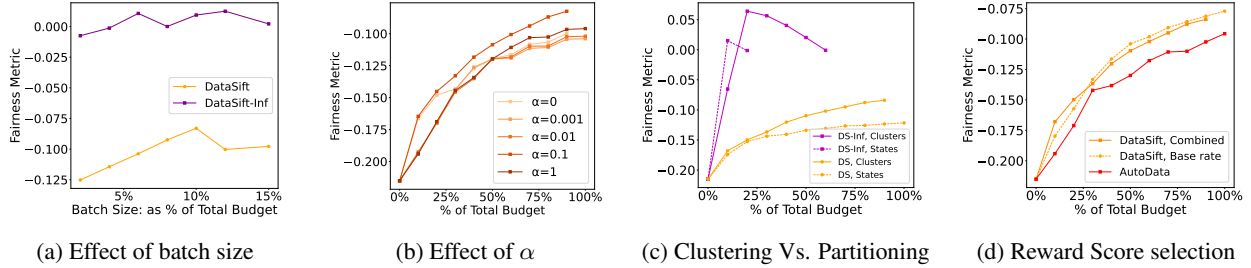 Fairness Metric
0.000
−0.025
−0.050
−0.075
−0.100
−0.125
DataSift
DataSift-Inf
5%
10%
15%
Batch Size: as % of Total Budget
(a) Effect of batch size
Fairness Metric
−0.100
−0.125
−0.150
−0.175
−0.200
α=0
α=0.001
α=0.01
α=0.1
α=1
0%
25%
50%
75%
100%
% of Total Budget
(b) Effect of α
Fairness Metric
0.05
0.00
−0.05
−0.10
−0.15
−0.20
DS-Inf, Clusters
DS-Inf, States
DS, Clusters
DS, States
0%
25%
50%
75%
100%
% of Total Budget
(c) Clustering Vs. Partitioning
Fairness Metric
−0.075
−0.100
−0.125
−0.150
−0.175
−0.200
DataSift, Combined
DataSift, Base rate
AutoData
0%
25%
50%
75%
100%
% of Total Budget
(d) Reward Score selection